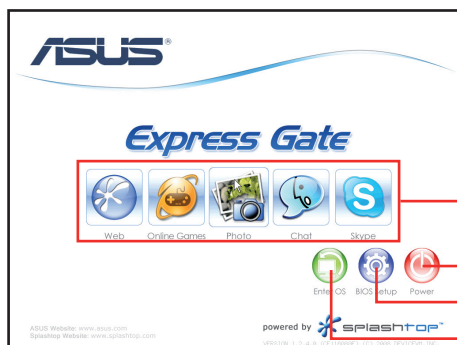 ASUS®
Express Gate
Web Online Games Photo Chat Skype
Enter OS BIOS Setup Power
ASUS Website: www.asus.com
Splashtop Website: www.splashtop.com
powered by splashtop™